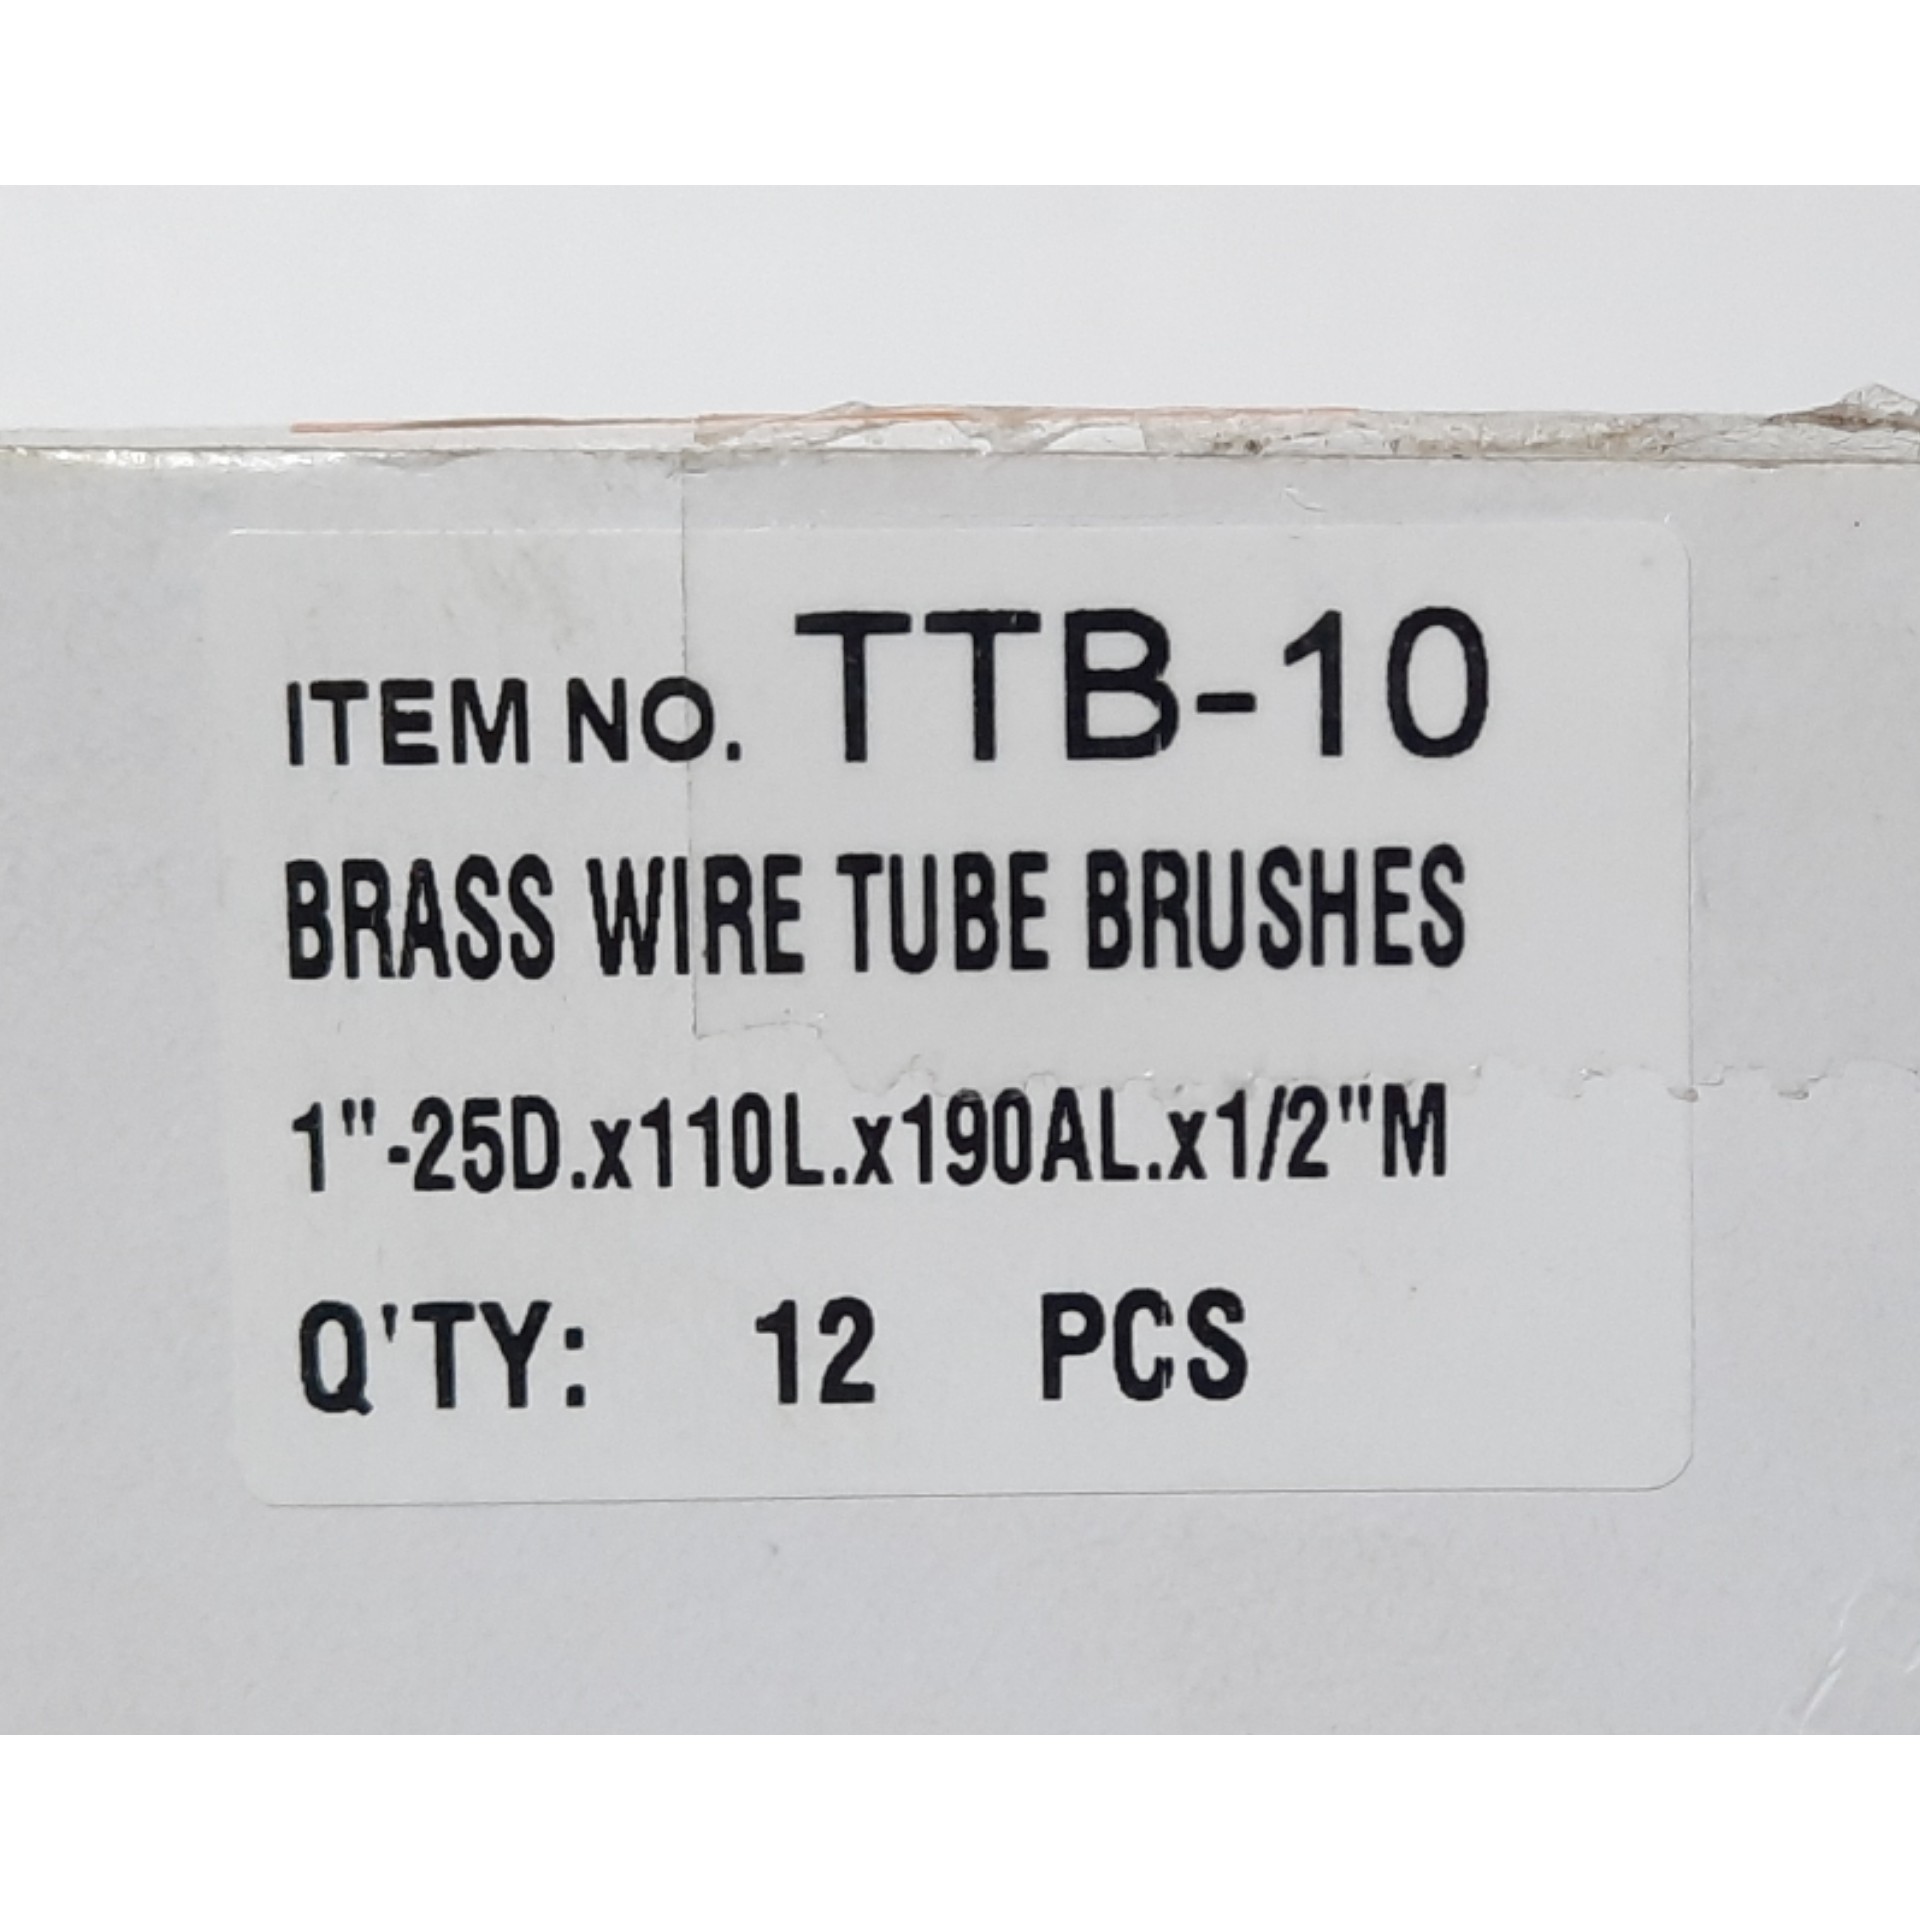 ITEM NO. TTB-10
BRASS WIRE TUBE BRUSHES
1"-25D.x110L.x190AL.x1/2"M
Q'TY: 12 PCS